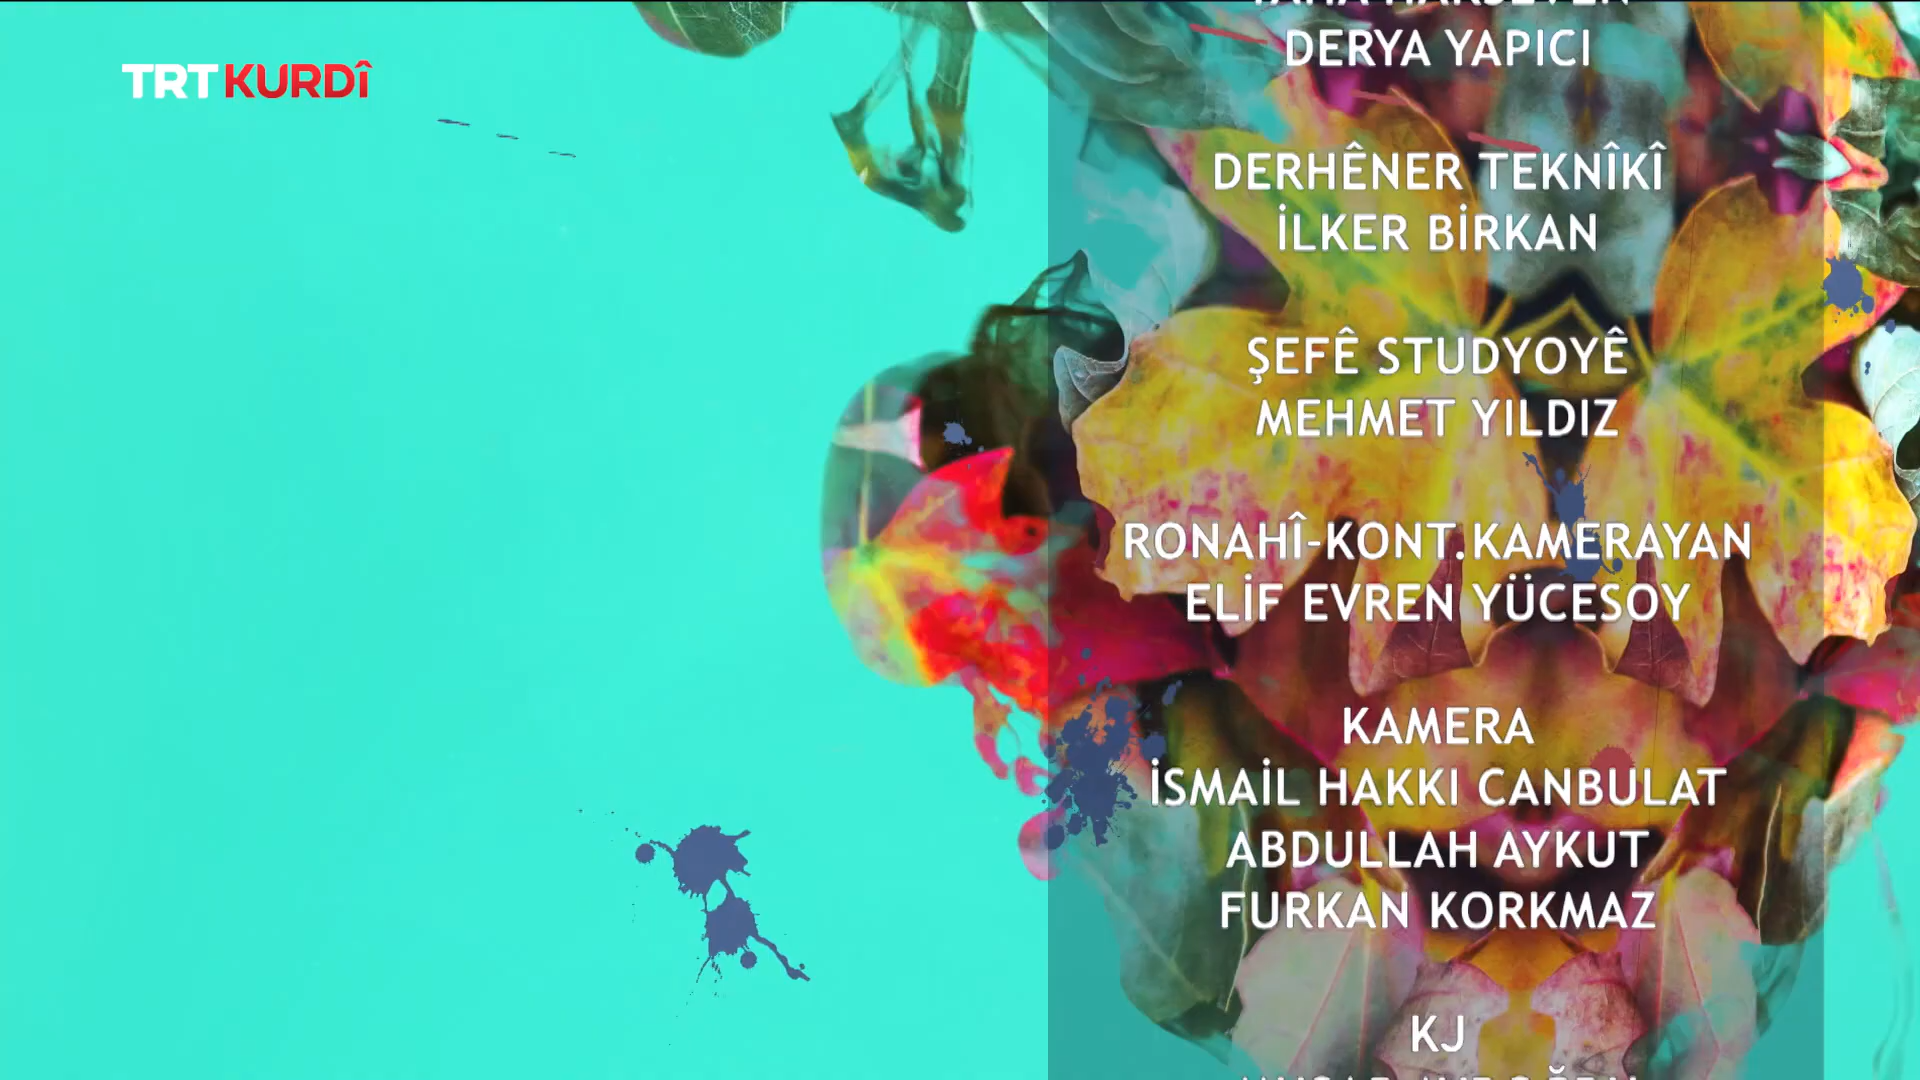 TRT KURDÎ
DERYA YAPICI
DERHÊNER TEKNÎKÎ
İLKER BİRKAN
ŞEFÊ STUDYOYÊ
MEHMET YILDIZ
RONAHÎ-KONT.KAMERAYAN
ELİF EVREN YÜCESOY
KAMERA
İSMAİL HAKKI CANBULAT
ABDULLAH AYKUT
FURKAN KORKMAZ
KJ